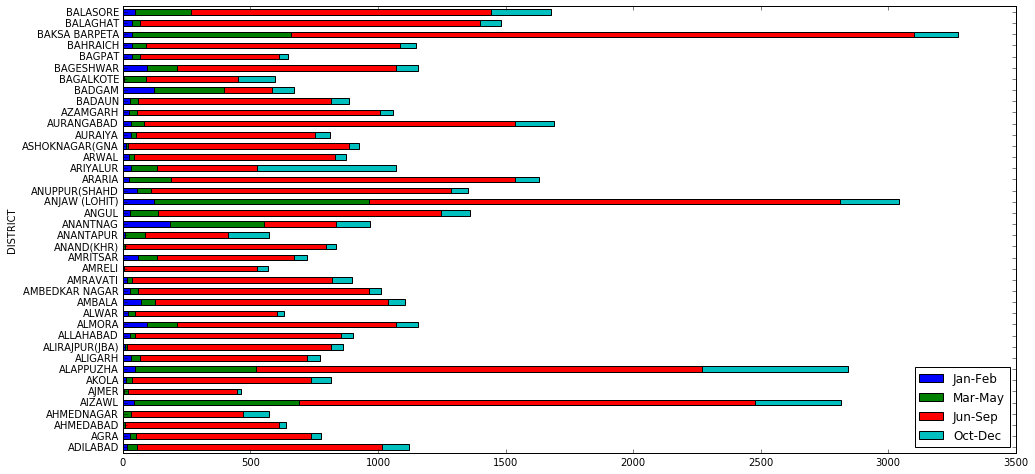 BALASORE
BALAGHAT
BAKSA BARPETA
BAHRAICH
BAGPAT
BAGESHWAR
BAGALKOTE
BADGAM
BADAUN
AZAMGARH
AURANGABAD
AURAIYA
ASHOKNAGAR(GNA
ARWAL
ARIYALUR
ARARIA
ANUPPUR(SHAHD
ANJAW (LOHIT)
ANGUL
ANANTNAG
ANANTAPUR
ANAND(KHR)
AMRITSAR
AMRELI
AMRAVATI
AMBEDKAR NAGAR
AMBALA
ALWAR
ALMORA
ALLAHABAD
ALIRAJPUR(JBA)
ALIGARH
ALAPPUZHA
AKOLA
AJMER
AIZAWL
AHMEDNAGAR
AHMEDABAD
AGRA
ADILABAD
DISTRICT
0 500 1000 1500 2000 2500 3000 3500
Jan-Feb
Mar-May
Jun-Sep
Oct-Dec